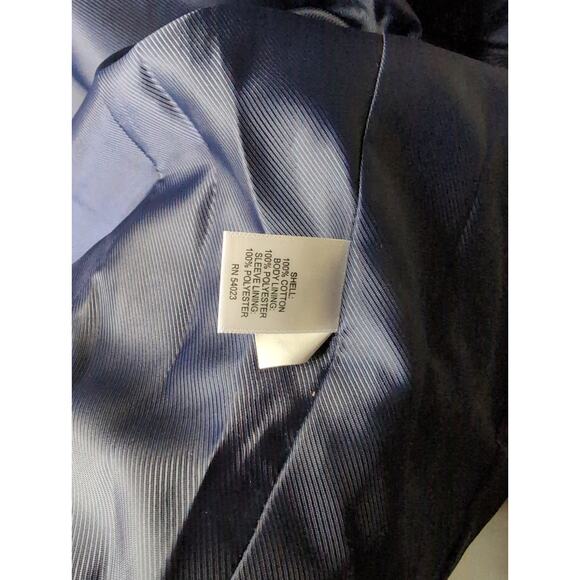 SHELL:
100% COTTON
BODY LINING:
100% POLYESTER
SLEEVE LINING:
100% POLYESTER
RN 54023